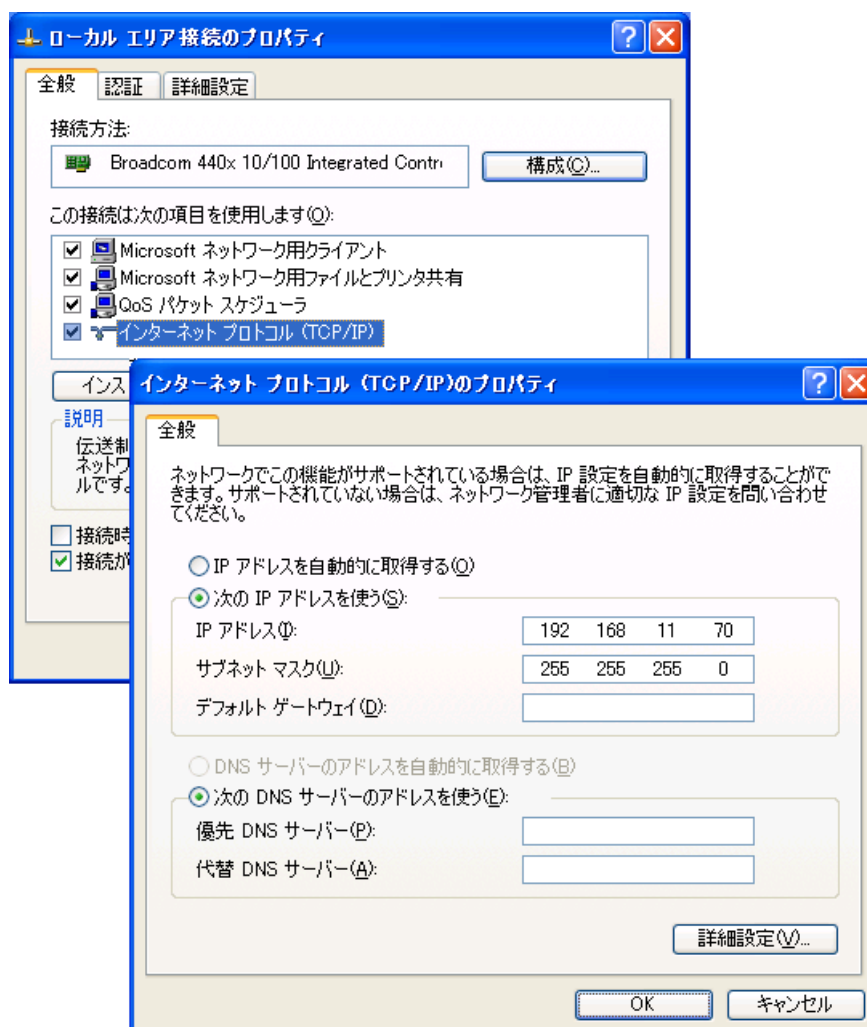 ローカル エリア接続のプロパティ
全般 認証 詳細設定
接続方法:
Broadcom 440x 10/100 Integrated Contr
構成(C)...
この接続は次の項目を使用します(O):
Microsoft ネットワーク用クライアント
Microsoft ネットワーク用ファイルとプリンタ共有
QoS パケット スケジューラ
インターネット プロトコル (TCP/IP)
インス
説明
伝送制
ネットワ
ルです。
接続時
接続が
インターネット プロトコル (TCP/IP)のプロパティ
全般
ネットワークでこの機能がサポートされている場合は、IP 設定を自動的に取得することがで
きます。サポートされていない場合は、ネットワーク管理者に適切な IP 設定を問い合わせ
てください。
IP アドレスを自動的に取得する(O)
次の IP アドレスを使う(S):
IP アドレス(I): 192 168 11 70
サブネット マスク(U): 255 255 255 0
デフォルト ゲートウェイ(D):
DNS サーバーのアドレスを自動的に取得する(B)
次の DNS サーバーのアドレスを使う(E):
優先 DNS サーバー(P):
代替 DNS サーバー(A):
詳細設定(V)...
OK キャンセル